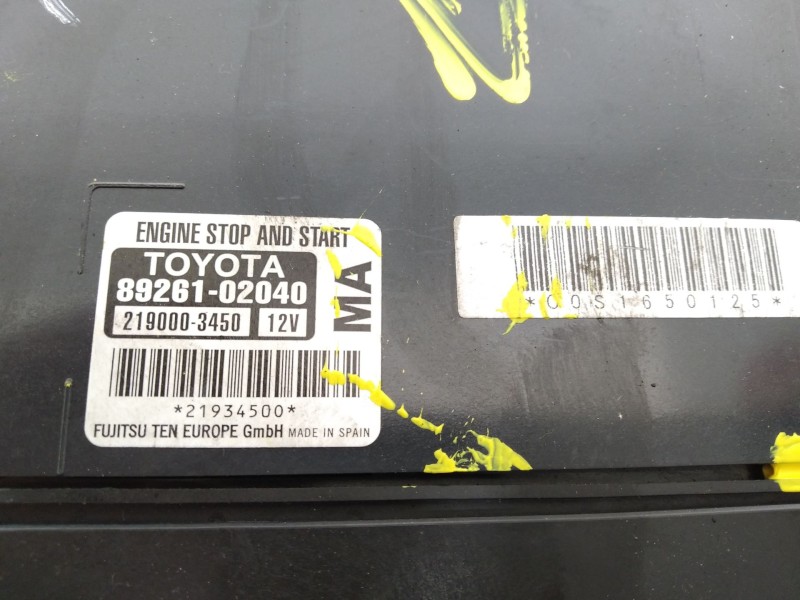 ENGINE STOP AND START
TOYOTA
89261-02040
219000-3450 12V
MA
*21934500*
FUJITSU TEN EUROPE GmbH MADE IN SPAIN
*00S1650125*